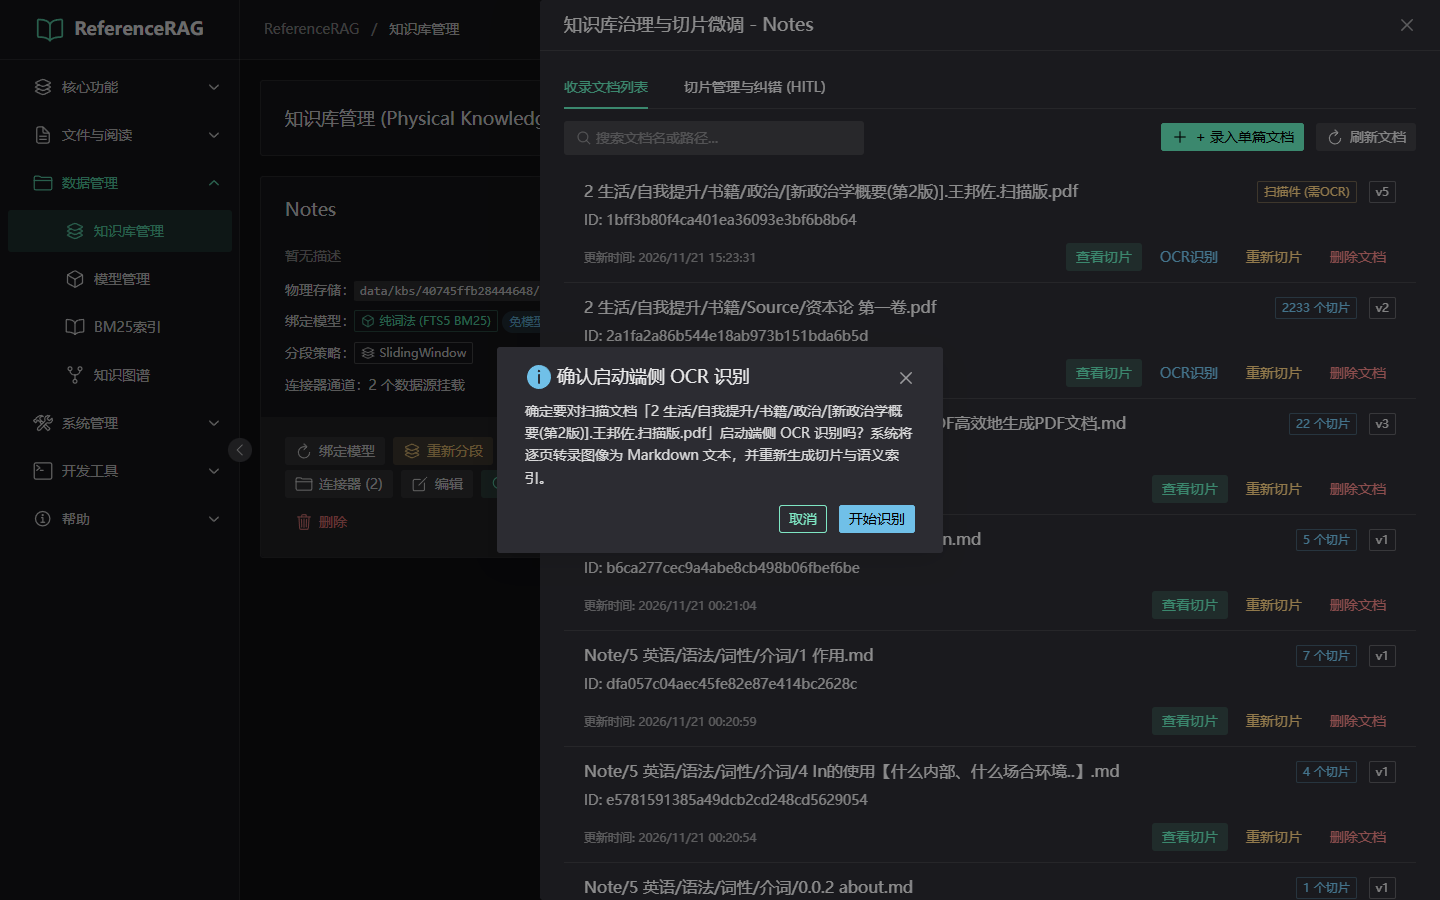 ReferenceRAG
核心功能
文件与阅读
数据管理
知识库管理
模型管理
BM25索引
知识图谱
系统管理
开发工具
帮助
ReferenceRAG / 知识库管理
知识库管理 (Physical Knowledg
Notes
暂无描述
物理存储： data/kbs/40745ffb28444648/
绑定模型： 纯词法 (FTS5 BM25) 免模型
分段策略： SlidingWindow
连接器通道：2 个数据源挂载
绑定模型 重新分段
连接器 (2) 编辑
删除
知识库治理与切片微调 - Notes
收录文档列表 切片管理与纠错 (HITL)
搜索文档名或路径... + 录入单篇文档 刷新文档
2 生活/自我提升/书籍/政治/[新政治学概要(第2版)].王邦佐.扫描版.pdf 扫描件 (需OCR) v5
ID: 1bff3b80f4ca401ea36093e3bf6b8b64
更新时间: 2026/11/21 15:23:31 查看切片 OCR识别 重新切片 删除文档
2 生活/自我提升/书籍/Source/资本论 第一卷.pdf 2233 个切片 v2
ID: 2a1fa2a86b544e18ab973b151bda6b5d
查看切片 OCR识别 重新切片 删除文档
DF高效地生成PDF文档.md 22 个切片 v3
查看切片 重新切片 删除文档
n.md 5 个切片 v1
ID: b6ca277cec9a4abe8cb498b06fbef6be
更新时间: 2026/11/21 00:21:04 查看切片 重新切片 删除文档
Note/5 英语/语法/词性/介词/1 作用.md 7 个切片 v1
ID: dfa057c04aec45fe82e87e414bc2628c
更新时间: 2026/11/21 00:20:59 查看切片 重新切片 删除文档
Note/5 英语/语法/词性/介词/4 In的使用【什么内部、什么场合环境..】.md 4 个切片 v1
ID: e5781591385a49dcb2cd248cd5629054
更新时间: 2026/11/21 00:20:54 查看切片 重新切片 删除文档
Note/5 英语/语法/词性/介词/0.0.2 about.md 1 个切片 v1
确认启动端侧 OCR 识别
确定要对扫描文档「2 生活/自我提升/书籍/政治/[新政治学概
要(第2版)].王邦佐.扫描版.pdf」启动端侧 OCR 识别吗？系统将
逐页转录图像为 Markdown 文本，并重新生成切片与语义索
引。
取消 开始识别